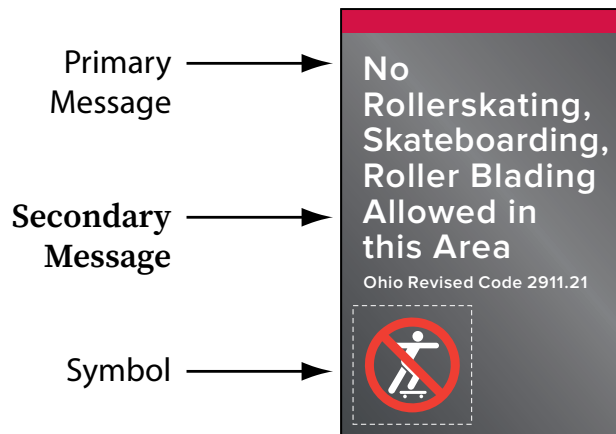 Primary
Message
Secondary
Message
Symbol
No
Rollerskating,
Skateboarding,
Roller Blading
Allowed in
this Area
Ohio Revised Code 2911.21